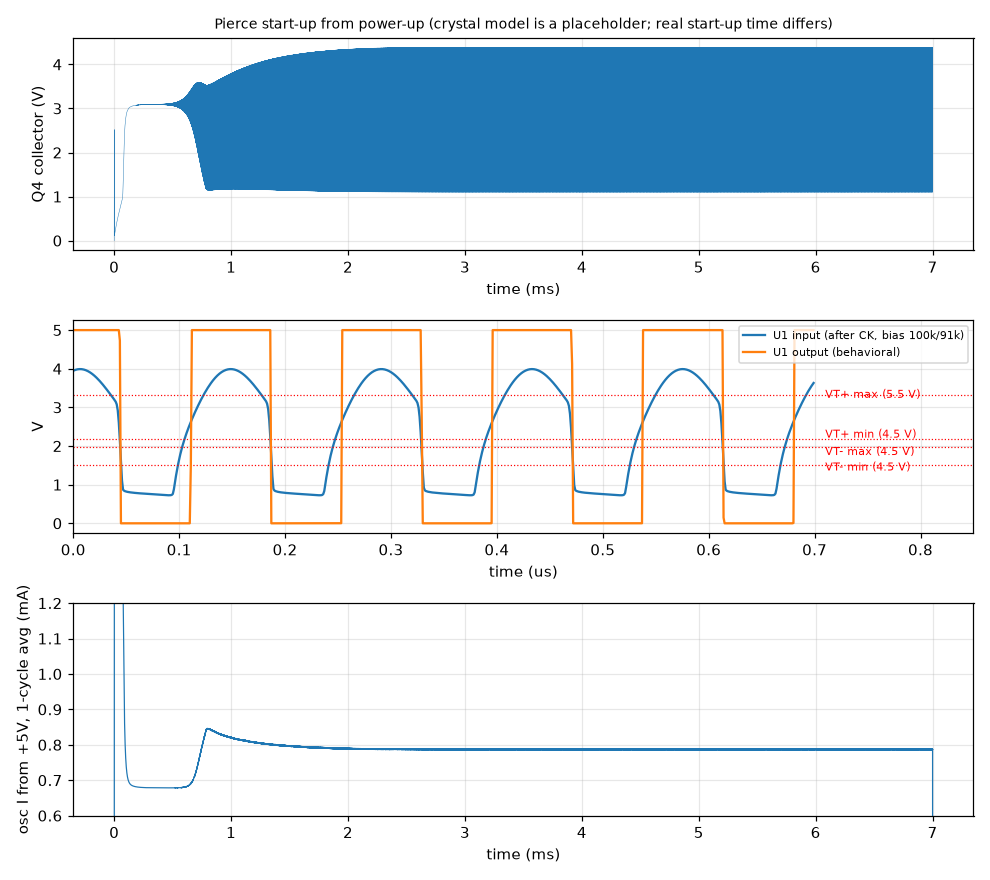 Pierce start-up from power-up (crystal model is a placeholder; real start-up time differs)
Q4 collector (V)
4
3
2
1
0
0 1 2 3 4 5 6 7
time (ms)
V
5
4
3
2
1
0
U1 input (after CK, bias 100k/91k)
U1 output (behavioral)
VT+ max (5.5 V)
VT+ min (4.5 V)
VT- max (4.5 V)
VT- min (4.5 V)
0.0 0.1 0.2 0.3 0.4 0.5 0.6 0.7 0.8
time (us)
osc I from +5V, 1-cycle avg (mA)
1.2
1.1
1.0
0.9
0.8
0.7
0.6
0 1 2 3 4 5 6 7
time (ms)